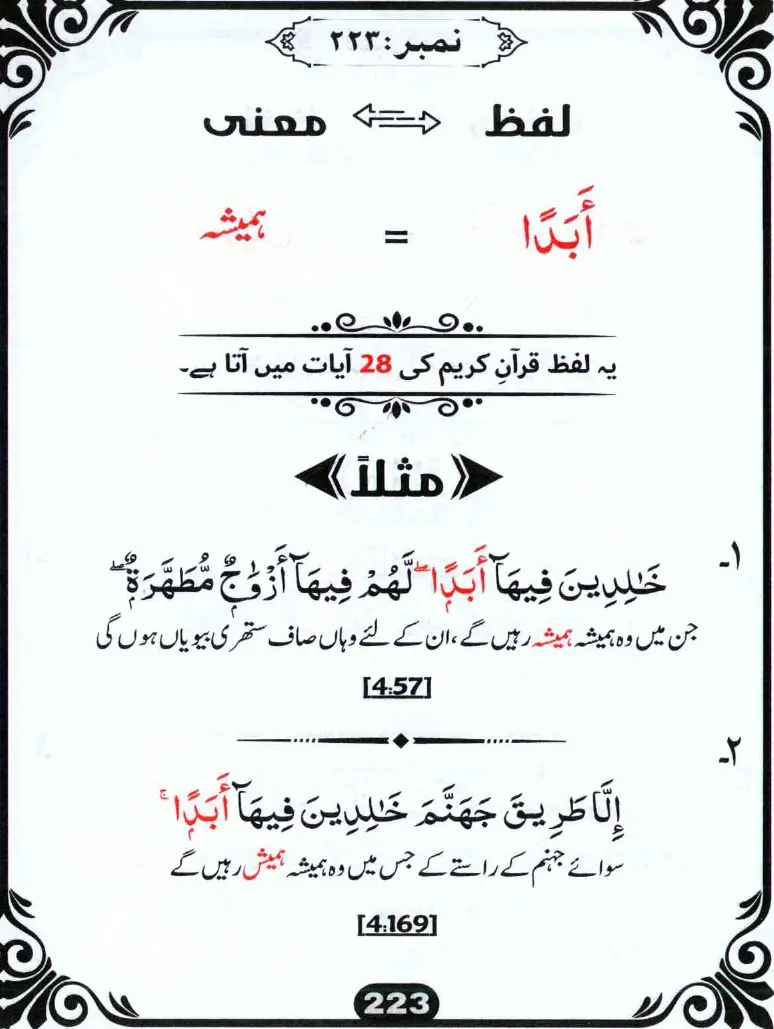 نمبر:۲۲۳
لفظ ⇐⇒ معنی
أَبَدًا = ہمیشہ
یہ لفظ قرآنِ کریم کی 28 آیات میں آتا ہے۔
مثلاً
۱۔
خَـٰلِدِينَ فِيهَآ أَبَدًۭا ۖ لَّهُمْ فِيهَآ أَزْوَٰجٌۭ مُّطَهَّرَةٌۭ ۖ
جن میں وہ ہمیشہ ہمیشہ رہیں گے، ان کے لئے وہاں صاف ستھری بیویاں ہوں گی
[4:57]
۲۔
إِلَّا طَرِيقَ جَهَنَّمَ خَـٰلِدِينَ فِيهَآ أَبَدًۭا ۚ
سوائے جہنم کے راستے کے جس میں وہ ہمیشہ ہمیش رہیں گے
[4:169]
223